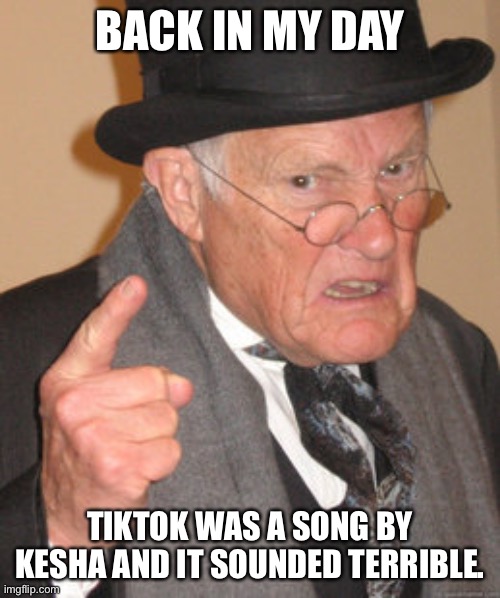 BACK IN MY DAY
TIKTOK WAS A SONG BY
KESHA AND IT SOUNDED TERRIBLE.
imgflip.com